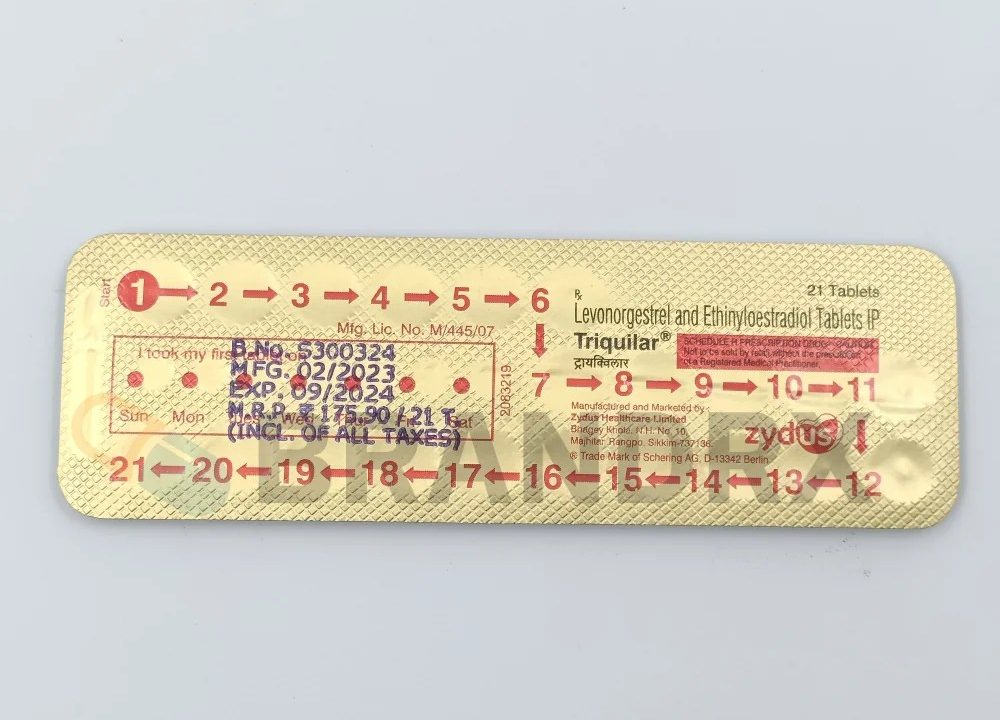 Start 1 2 3 4 5 6
21 Tablets
Rx
Levonorgestrel and Ethinyloestradiol Tablets IP
Triquilar®
ट्रायक्विलार
SCHEDULE H PRESCRIPTION DRUG - CAUTION
Not to be sold by retail without the prescription
of a Registered Medical Practitioner.
Mfg. Lic. No. M/445/07
I took my first tablet on
B.NO. S300324
MFG. 02/2023
EXP. 09/2024
M.R.P. ₹ 175.90 / 21 T.
(INCL. OF ALL TAXES)
Sun Mon Wed Sat
2083219
7 8 9 10 11
Manufactured and Marketed by
Zydus Healthcare Limited
Bhagey Khola, N.H. No. 10,
Majhitar, Rangpo, Sikkim-737136.
® Trade Mark of Schering AG, D-13342 Berlin
zydus
21 20 19 18 17 16 15 14 13 12
BRANDRX